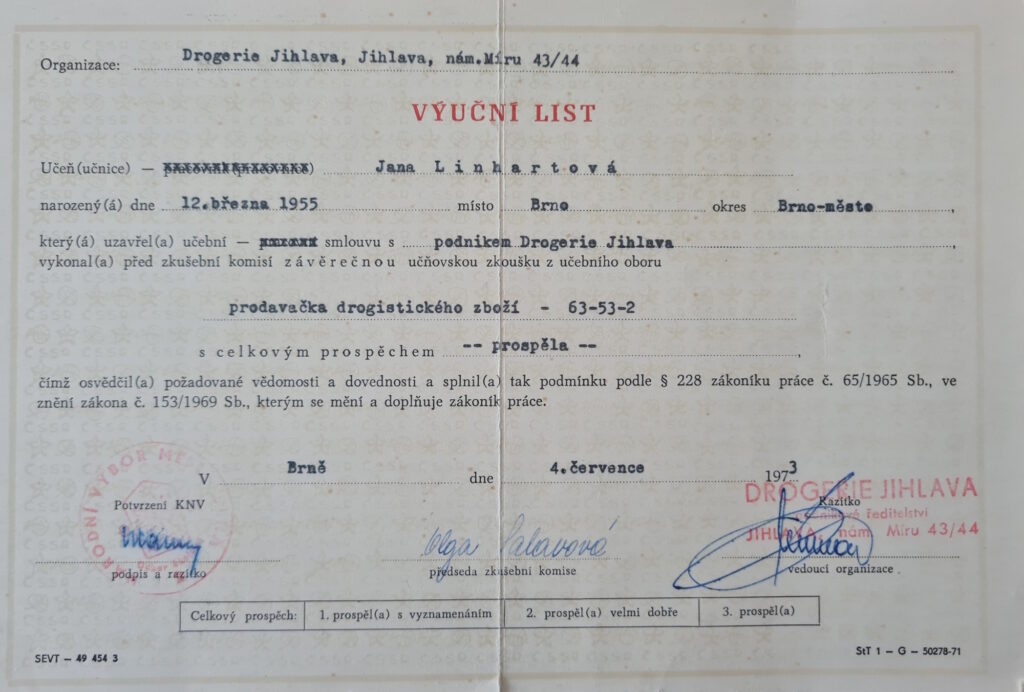 Organizace: Drogerie Jihlava, Jihlava, nám.Míru 43/44
VÝUČNÍ LIST
Učeň(učnice) — Jana Linhartová
narozený(á) dne 12.března 1955 místo Brno okres Brno-město,
který(á) uzavřel(a) učební — smlouvu s podnikem Drogerie Jihlava,
vykonal(a) před zkušební komisí závěrečnou učňovskou zkoušku z učebního oboru
prodavačka drogistického zboží - 63-53-2
s celkovým prospěchem -- prospěla --,
čímž osvědčil(a) požadované vědomosti a dovednosti a splnil(a) tak podmínku podle § 228 zákoníku práce č. 65/1965 Sb., ve
znění zákona č. 153/1969 Sb., kterým se mění a doplňuje zákoník práce.
V Brně dne 4.července 1973
DROGERIE JIHLAVA
Potvrzení KNV
Razítko
ředitelství
JIHLAVA, nám. Míru 43/44
NÁRODNÍ VÝBOR
Olga
podpis a razítko
předseda zkušební komise
vedoucí organizace
Celkový prospěch: 1. prospěl(a) s vyznamenáním 2. prospěl(a) velmi dobře 3. prospěl(a)
SEVT — 49 454 3
StT 1 — G — 50278-71